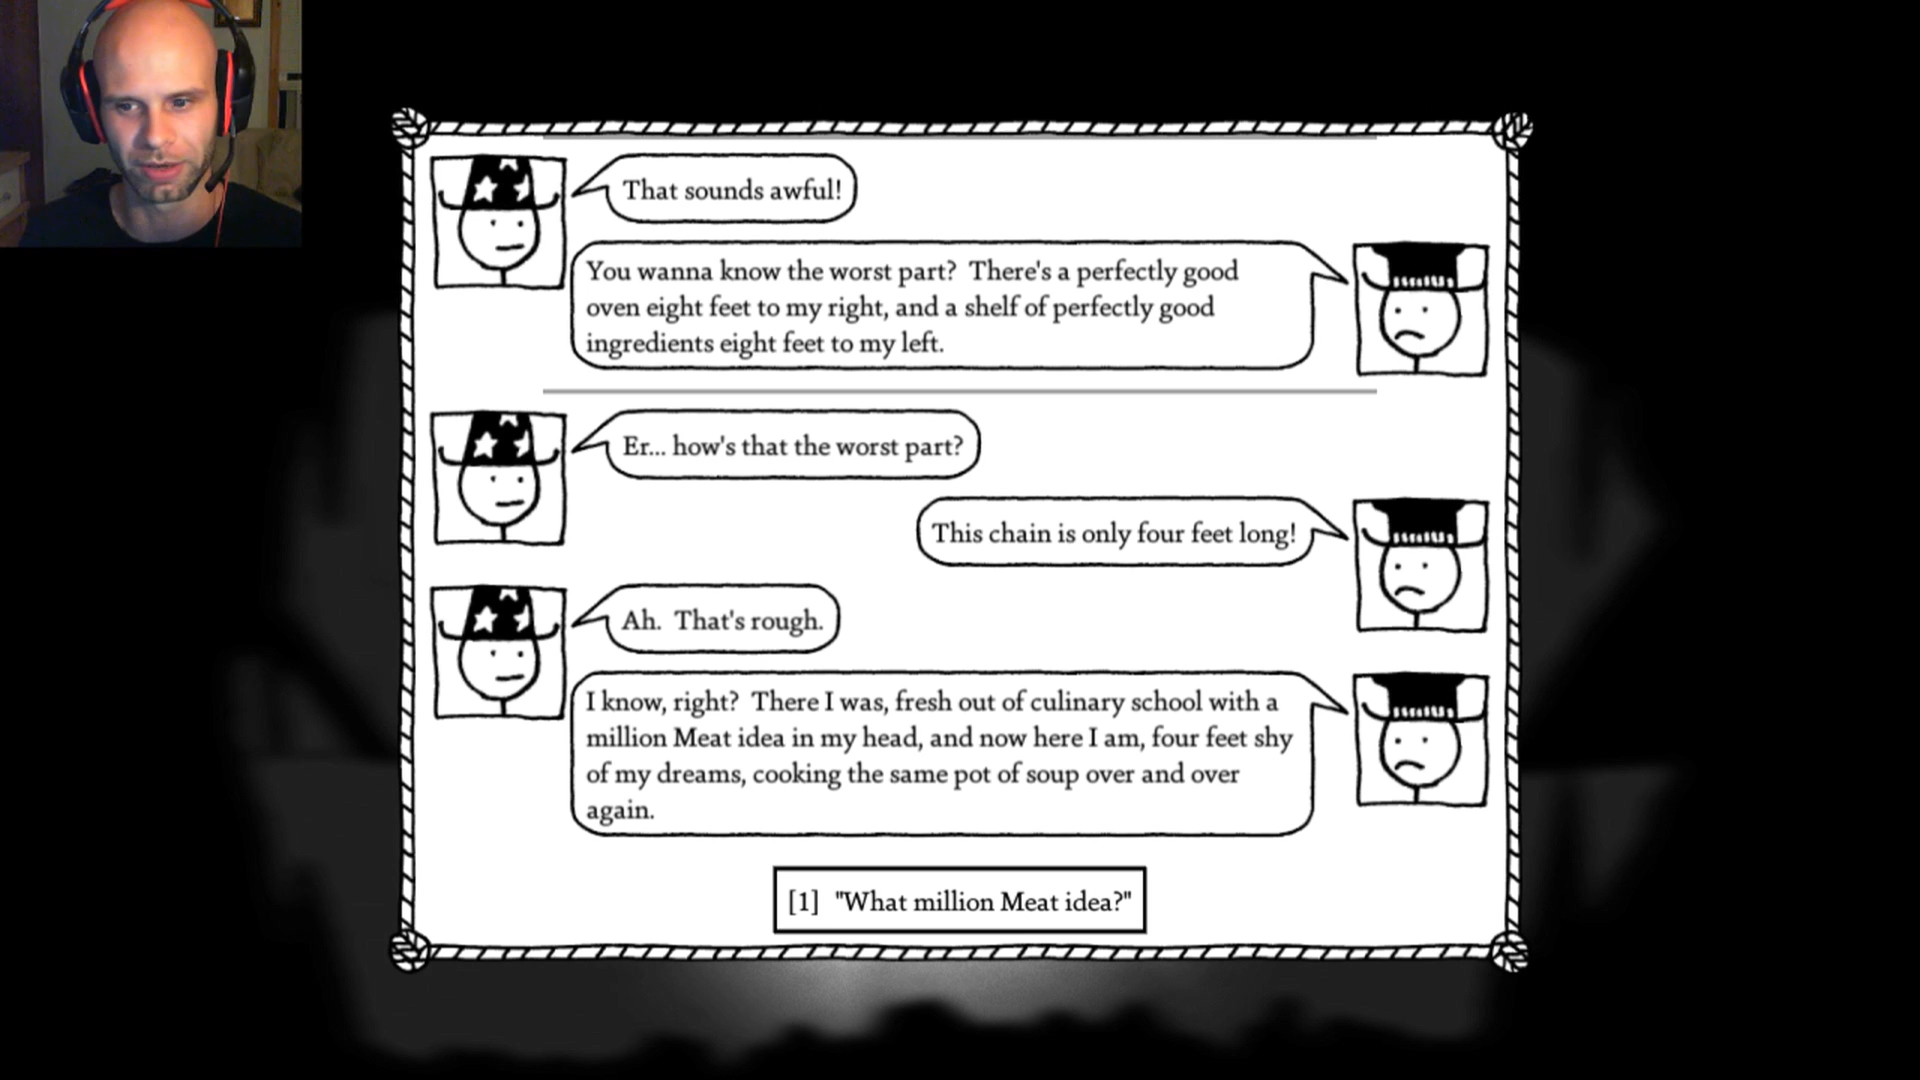 That sounds awful!
You wanna know the worst part?  There's a perfectly good
oven eight feet to my right, and a shelf of perfectly good
ingredients eight feet to my left.
Er... how's that the worst part?
This chain is only four feet long!
Ah.  That's rough.
I know, right?  There I was, fresh out of culinary school with a
million Meat idea in my head, and now here I am, four feet shy
of my dreams, cooking the same pot of soup over and over
again.
[1]  "What million Meat idea?"